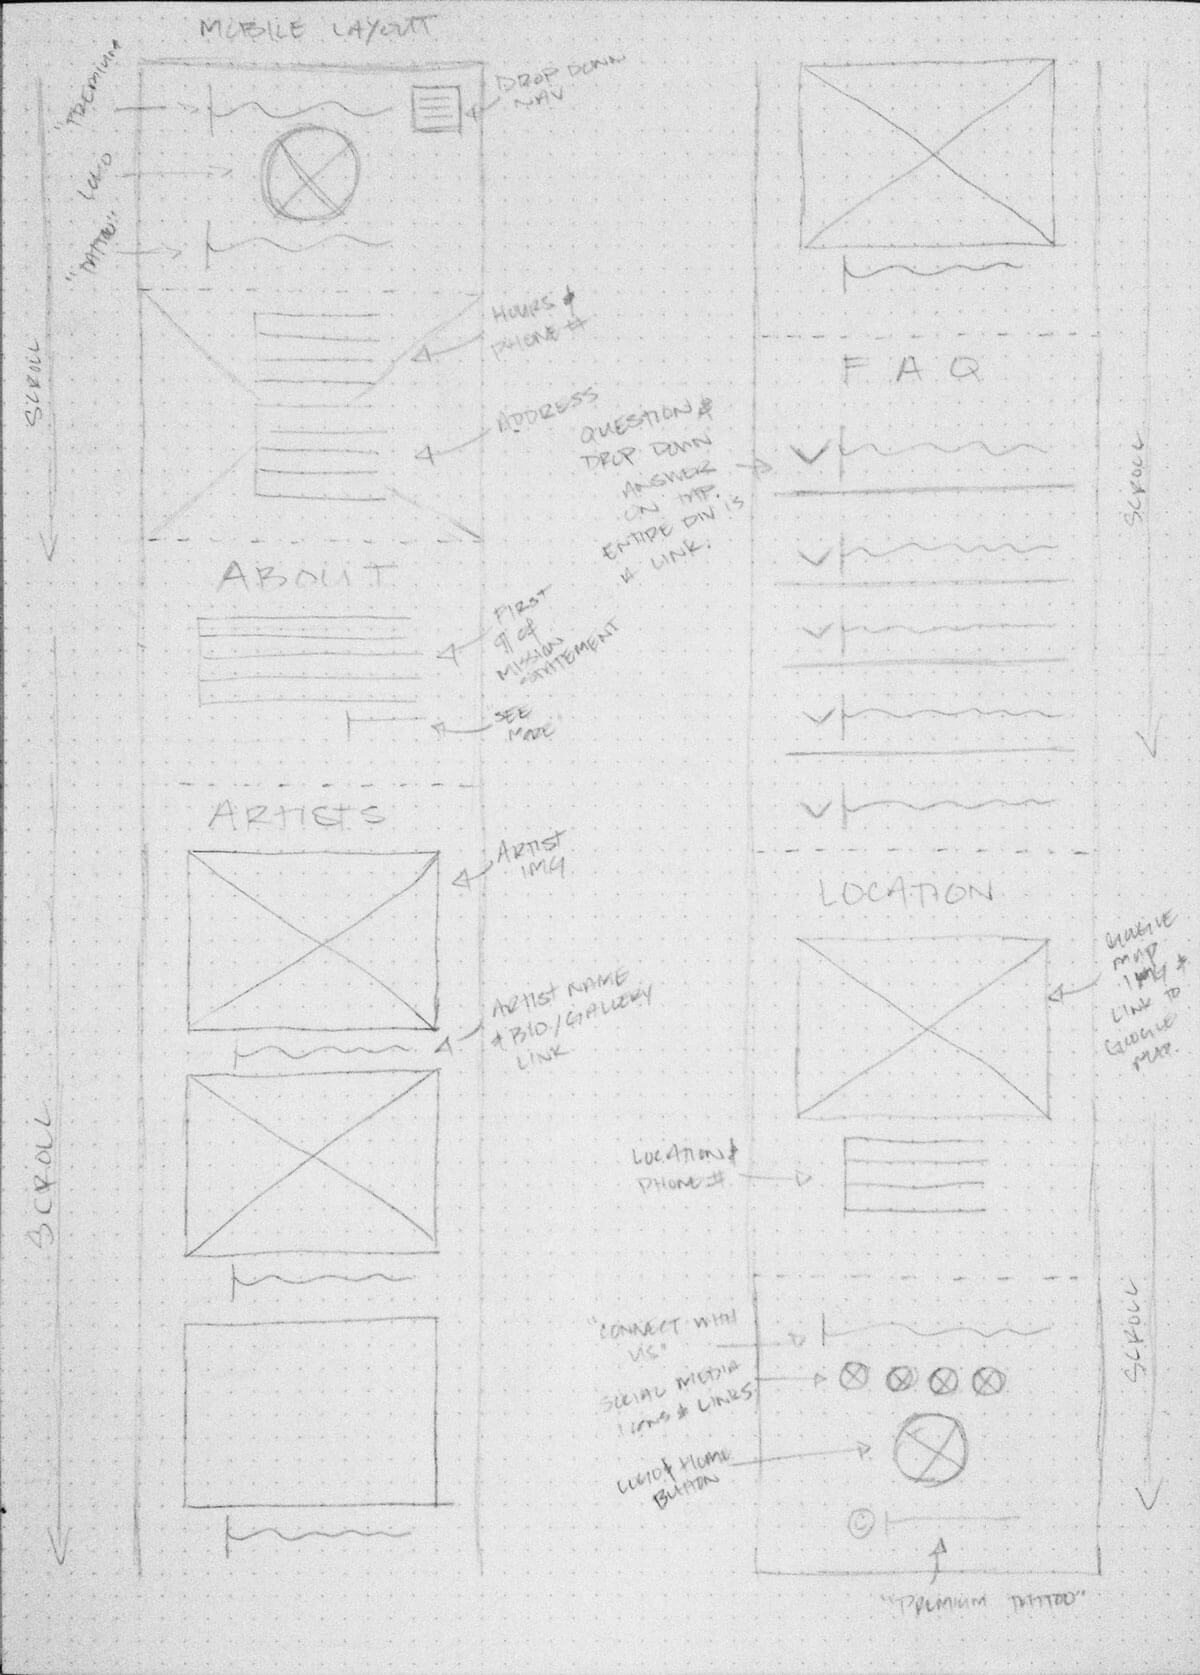 MOBILE LAYOUT
"PREMIUM
DROP DOWN
NAV
LOGO
"TATTOO"
SCROLL
HOURS &
PHONE #
ADDRESS
ABOUT
FIRST
¶ of
MISSION
STATEMENT
SEE
MORE
ARTISTS
ARTIST
IMG
ARTIST NAME
& BIO/GALLERY
LINK
SCROLL
FAQ
QUESTION &
DROP DOWN
ANSWER
ON TAP.
ENTIRE DIV IS
A LINK.
SCROLL
LOCATION
GOOGLE
MAP
IMG &
LINK TO
GOOGLE
MAP.
LOCATION &
PHONE #
"CONNECT WITH
US"
SOCIAL MEDIA
ICONS & LINKS
LOGO & HOME
BUTTON
SCROLL
©
"PREMIUM TATTOO"